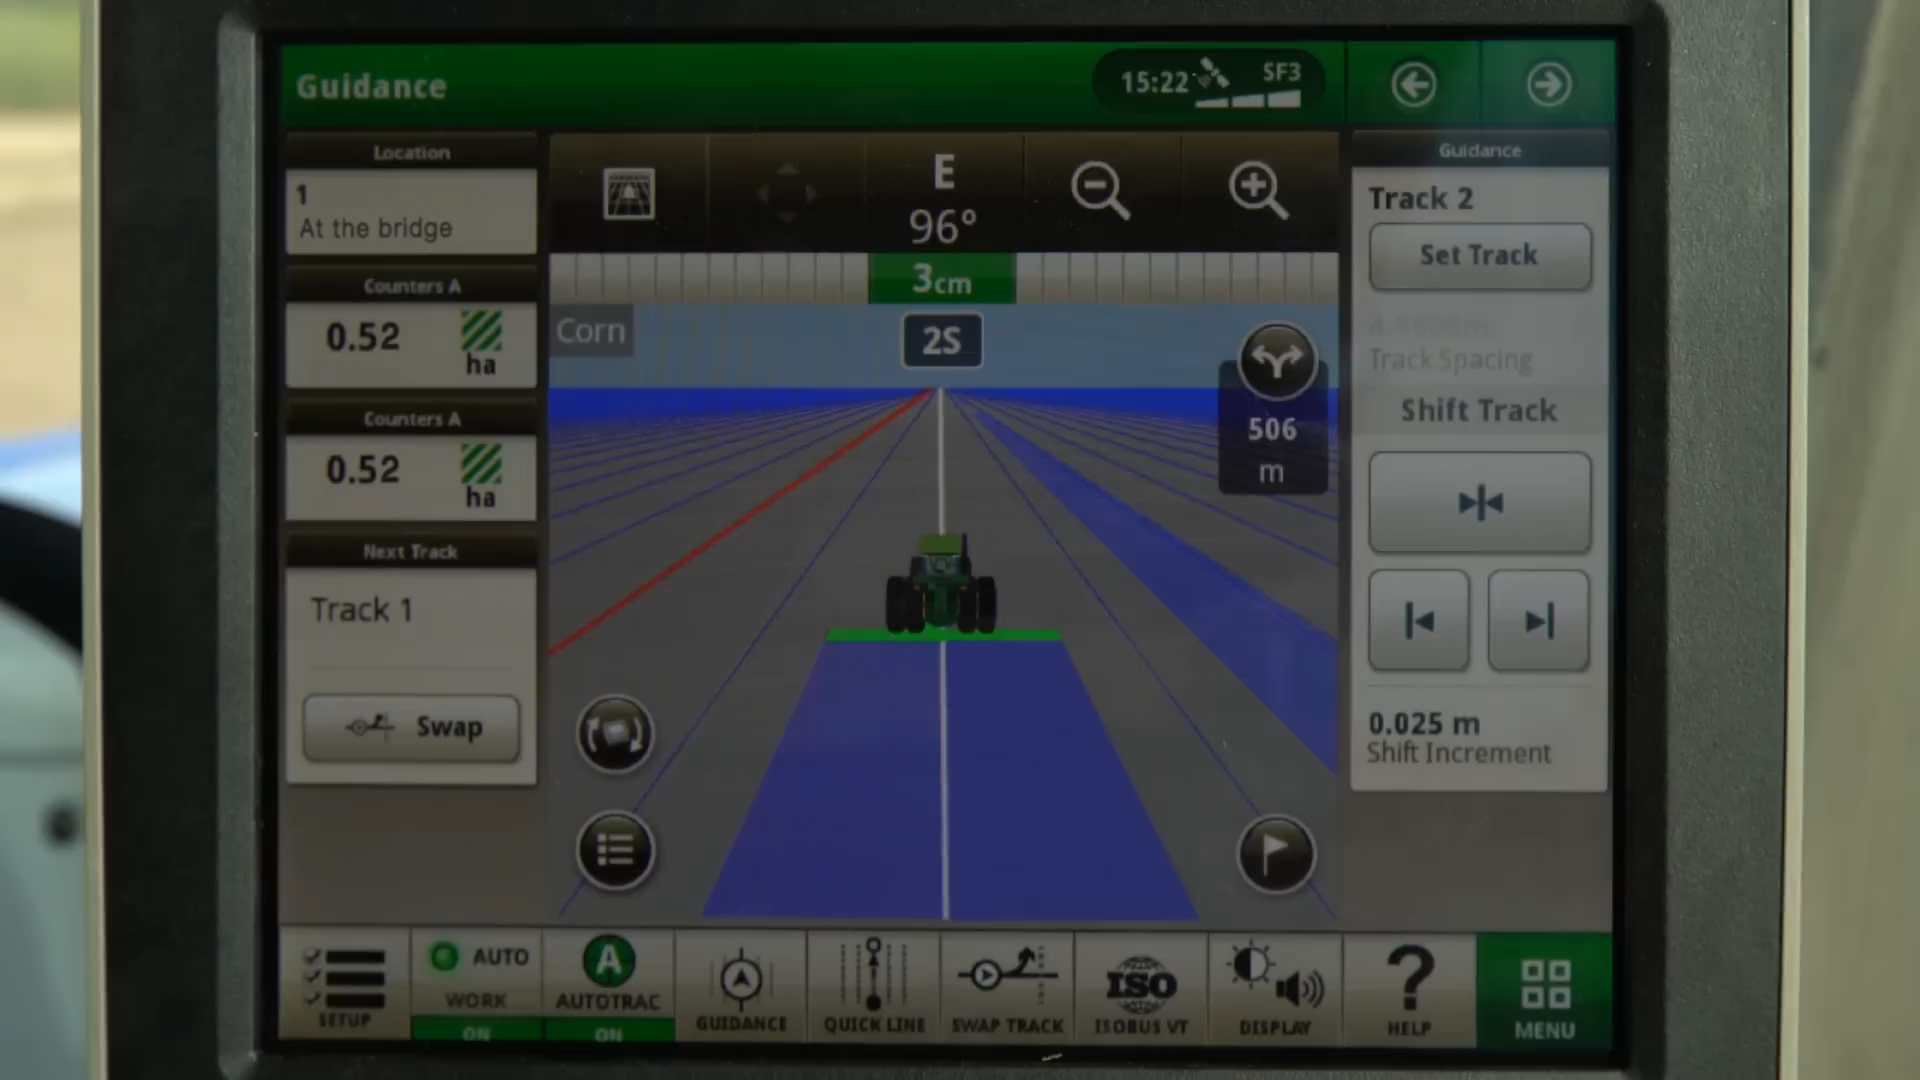 Guidance
15:22
SF3
Location
1
At the bridge
Counters A
0.52
ha
Counters A
0.52
ha
Next Track
Track 1
Swap
E
96°
3cm
Corn
2S
506
m
Guidance
Track 2
Set Track
Track Spacing
Shift Track
0.025 m
Shift Increment
SETUP
AUTO
WORK
ON
A
AUTOTRAC
ON
GUIDANCE
QUICK LINE
SWAP TRACK
ISO
ISOBUS VT
DISPLAY
?
HELP
MENU